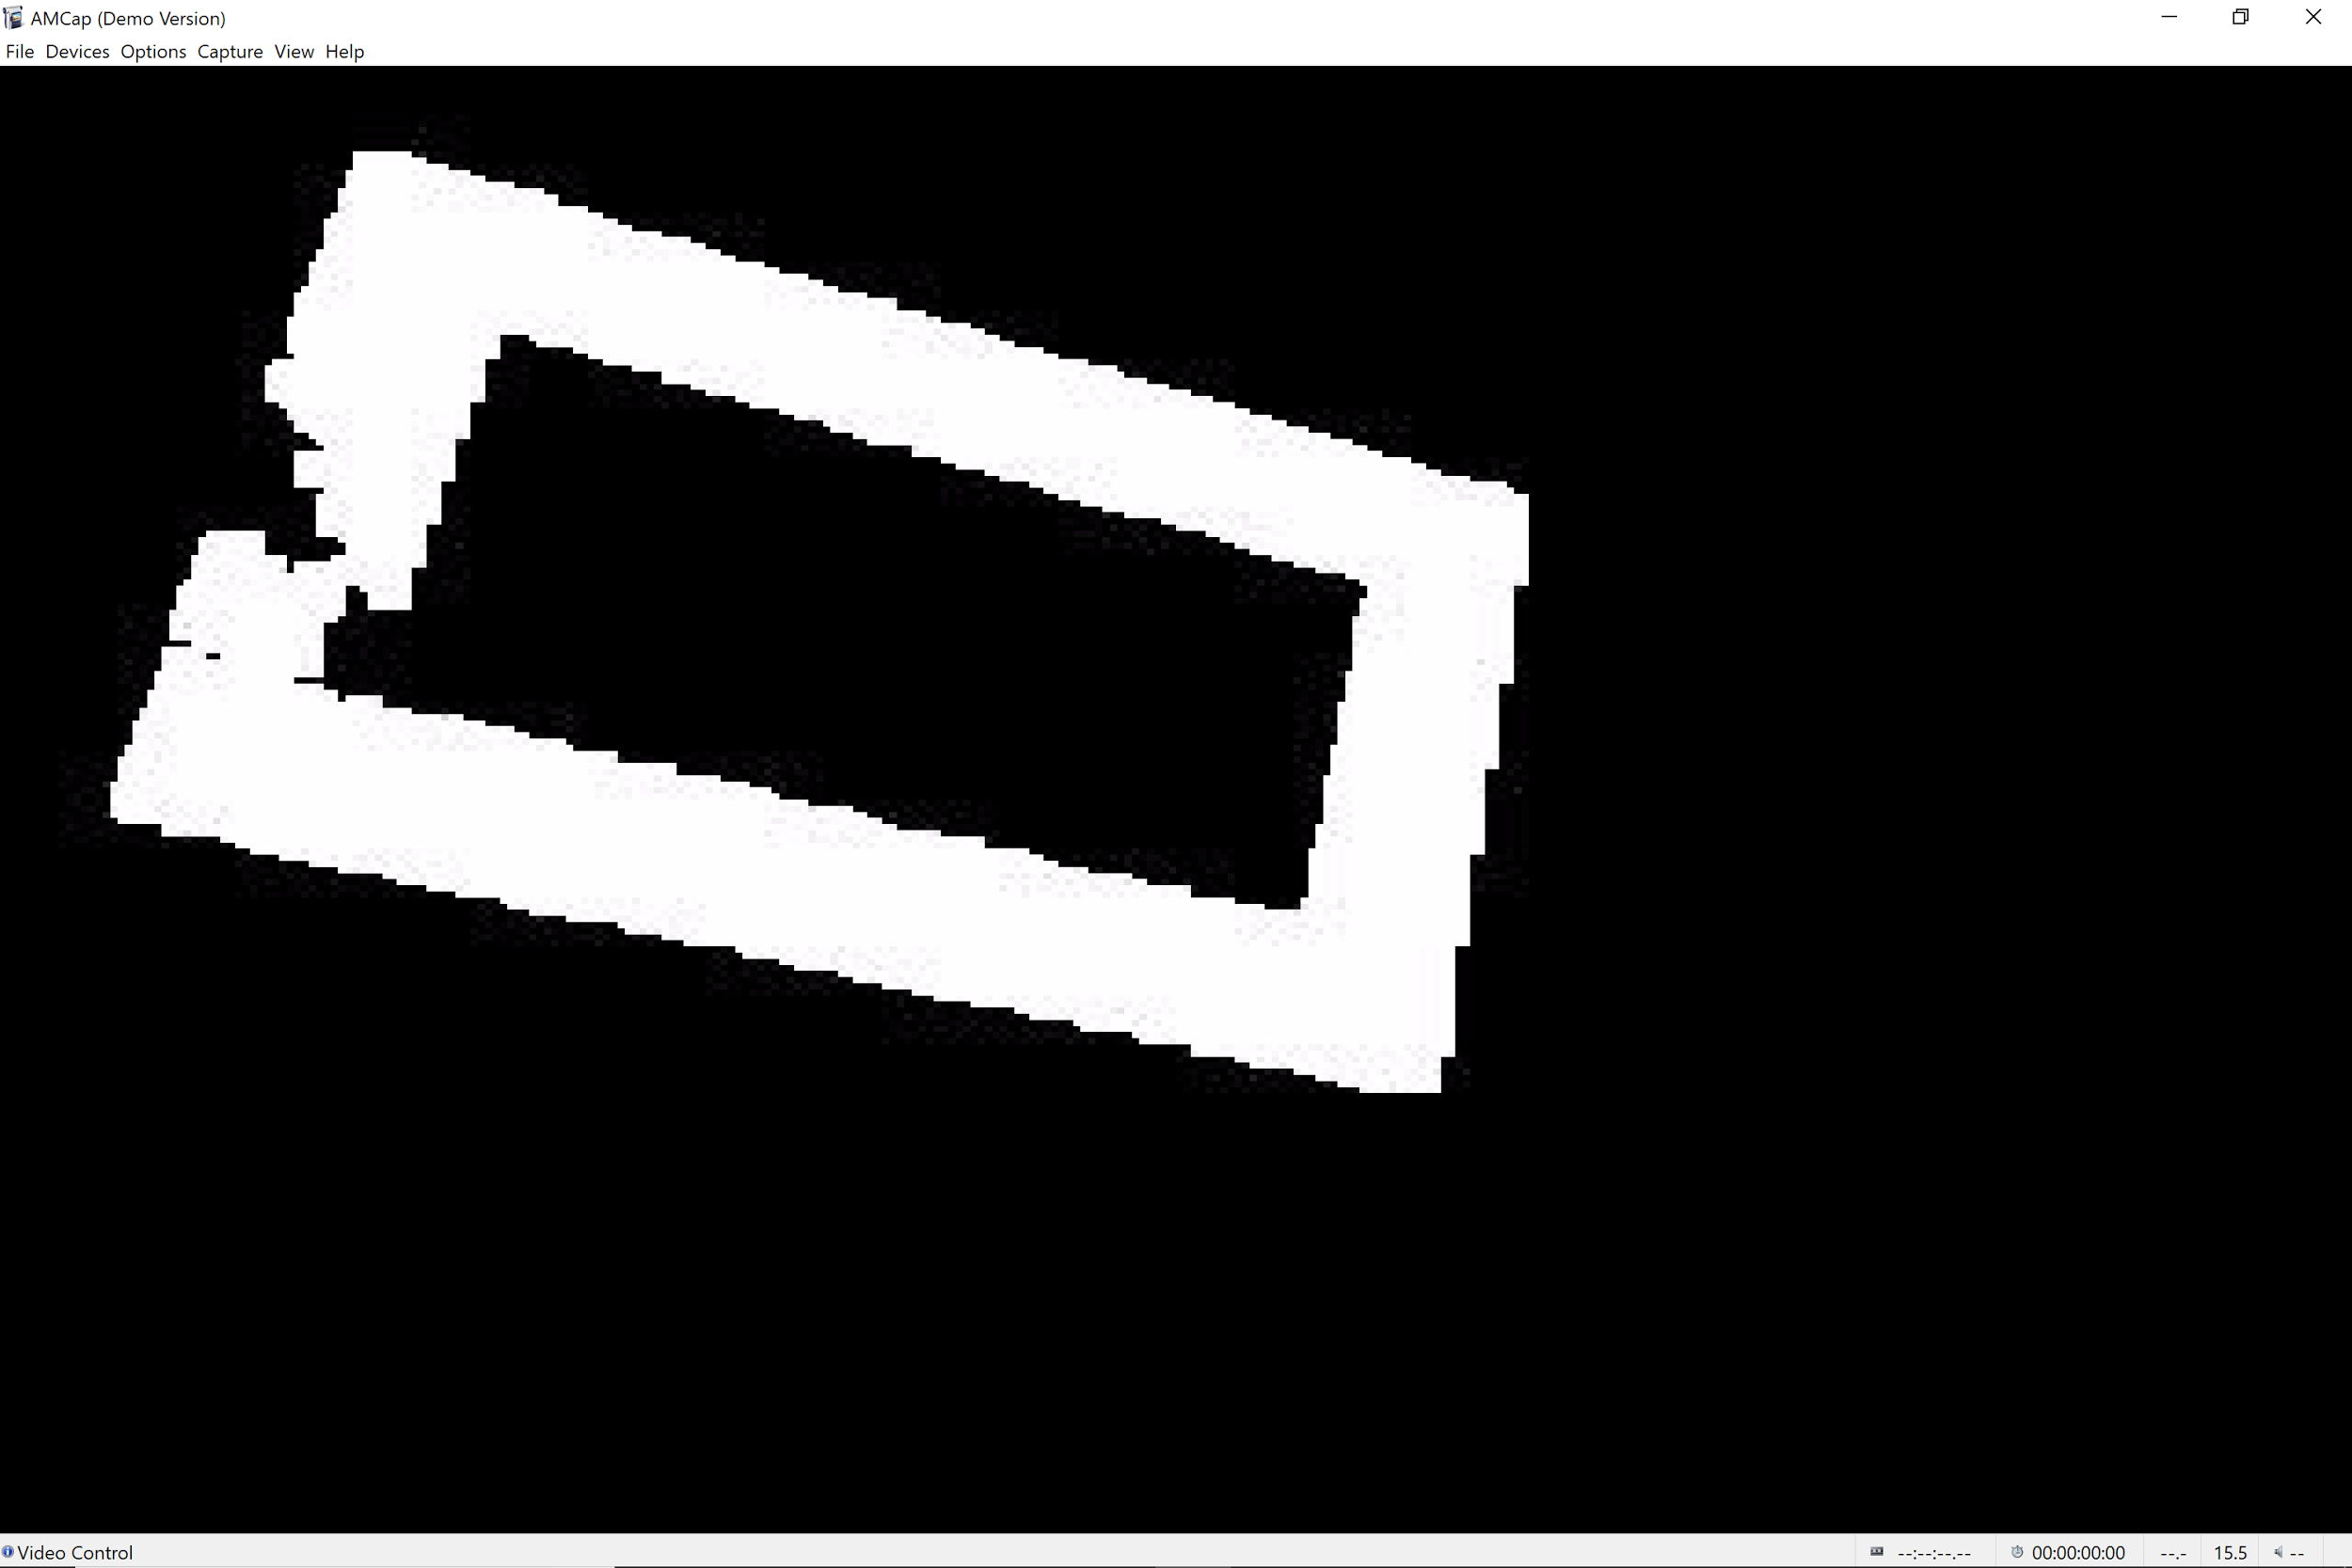 AMCap (Demo Version)
File Devices Options Capture View Help
Video Control --:--:--.-- 00:00:00:00 --.- 15.5 --